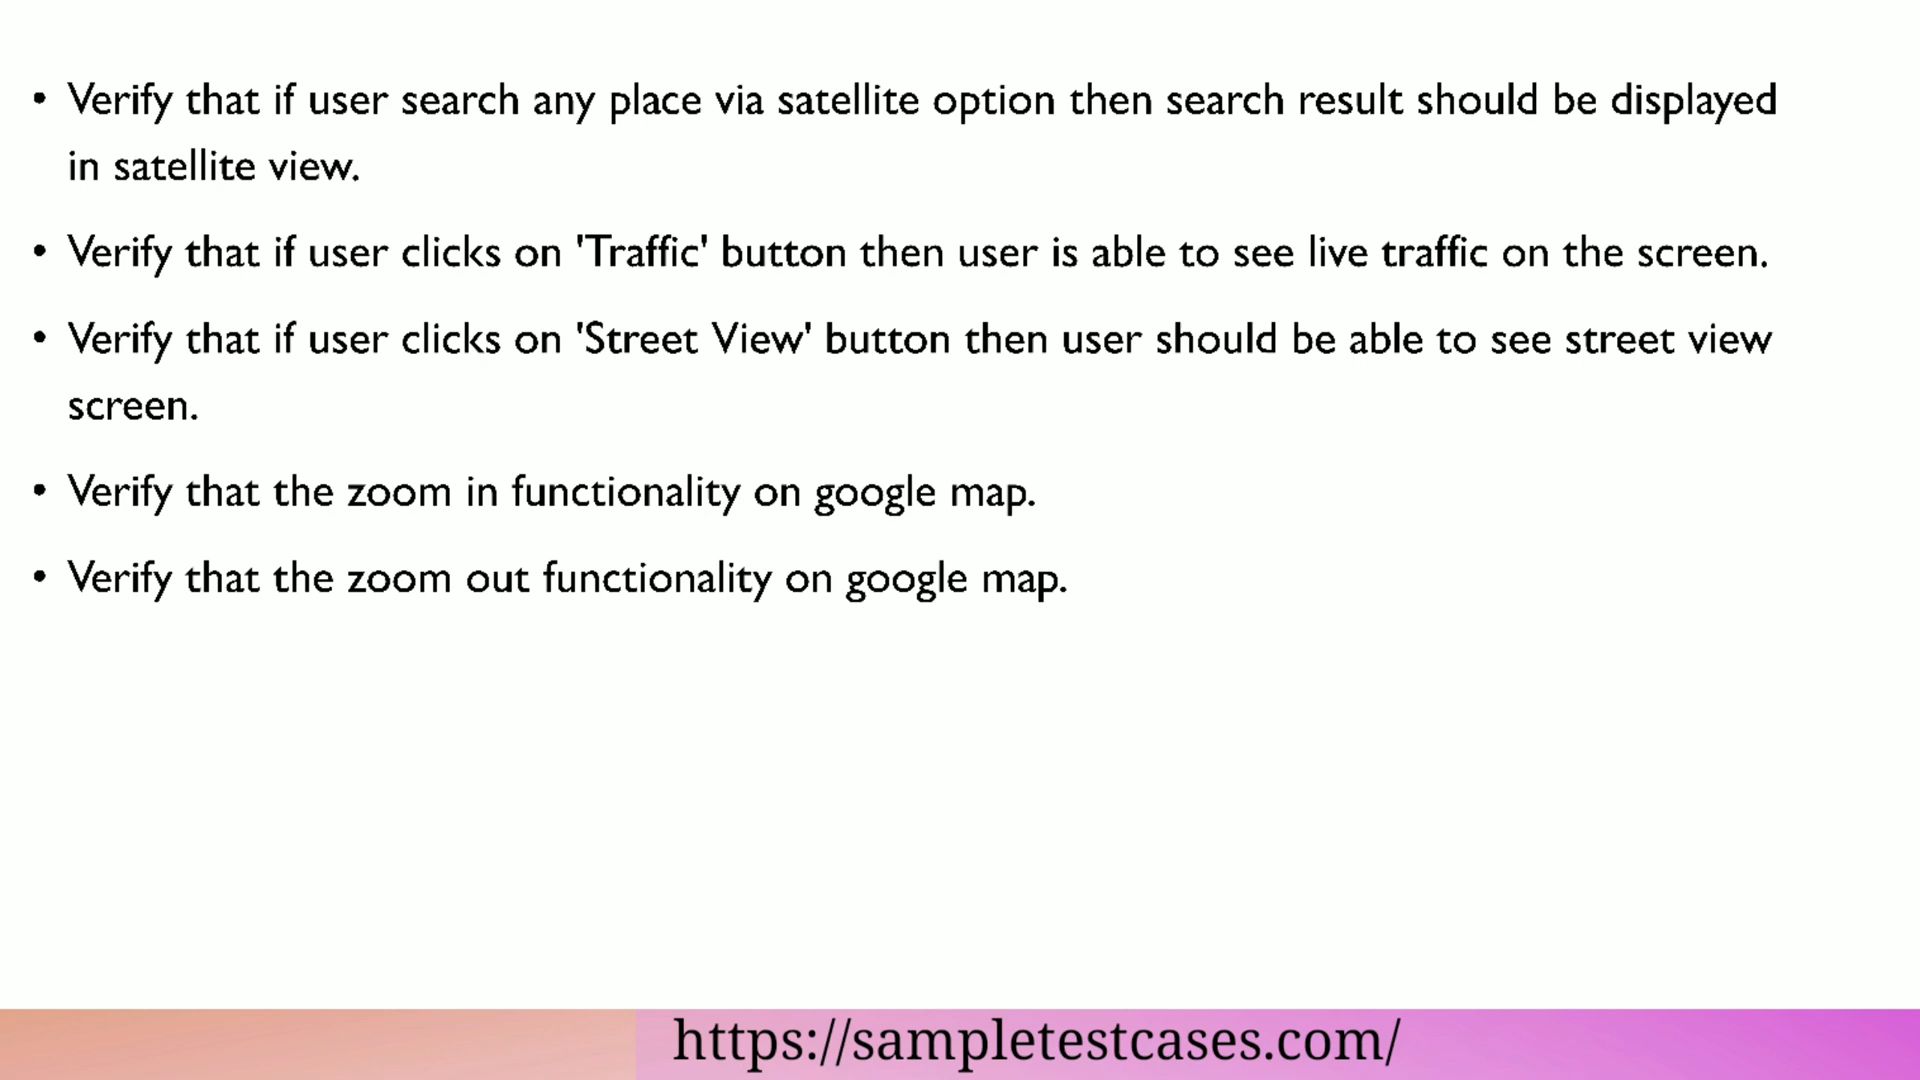 • Verify that if user search any place via satellite option then search result should be displayed
in satellite view.
• Verify that if user clicks on 'Traffic' button then user is able to see live traffic on the screen.
• Verify that if user clicks on 'Street View' button then user should be able to see street view
screen.
• Verify that the zoom in functionality on google map.
• Verify that the zoom out functionality on google map.
https://sampletestcases.com/